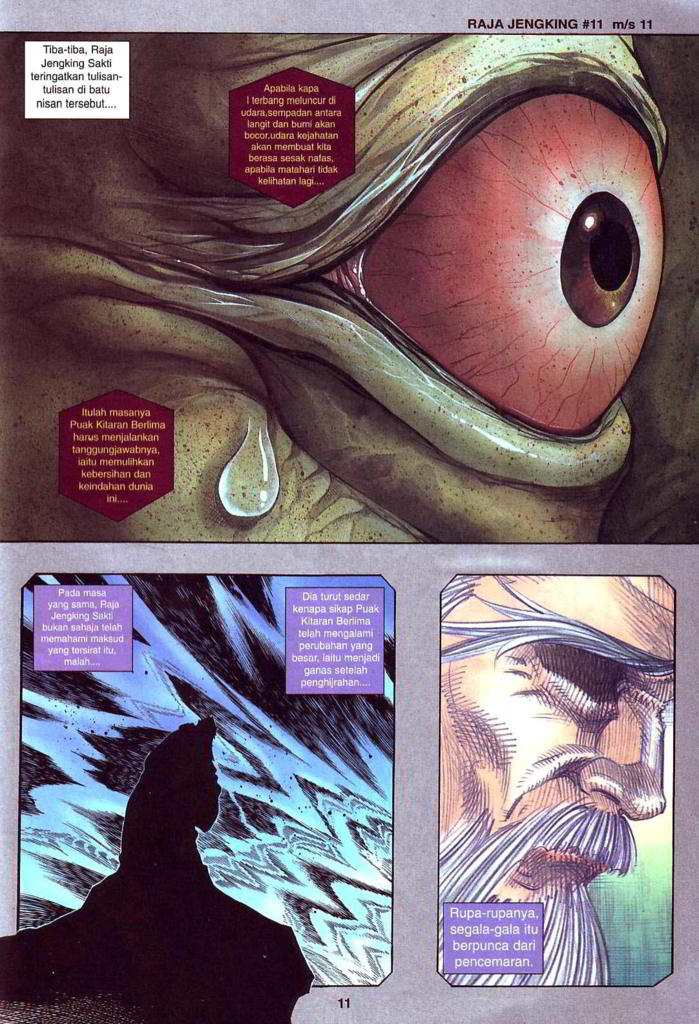 RAJA JENGKING #11 m/s 11
Tiba-tiba, Raja
Jengking Sakti
teringatkan tulisan-
tulisan di batu
nisan tersebut....
Apabila kapa
l terbang meluncur di
udara,sempadan antara
langit dan bumi akan
bocor,udara kejahatan
akan membuat kita
berasa sesak nafas,
apabila matahari tidak
kelihatan lagi....
Itulah masanya
Puak Kitaran Berlima
harus menjalankan
tanggungjawabnya,
iaitu memulihkan
kebersihan dan
keindahan dunia
ini....
Pada masa
yang sama, Raja
Jengking Sakti
bukan sahaja telah
memahami maksud
yang tersirat itu,
malah....
Dia turut sedar
kenapa sikap Puak
Kitaran Berlima
telah mengalami
perubahan yang
besar, iaitu menjadi
ganas setelah
penghijrahan....
Rupa-rupanya,
segala-gala itu
berpunca dari
pencemaran.
11